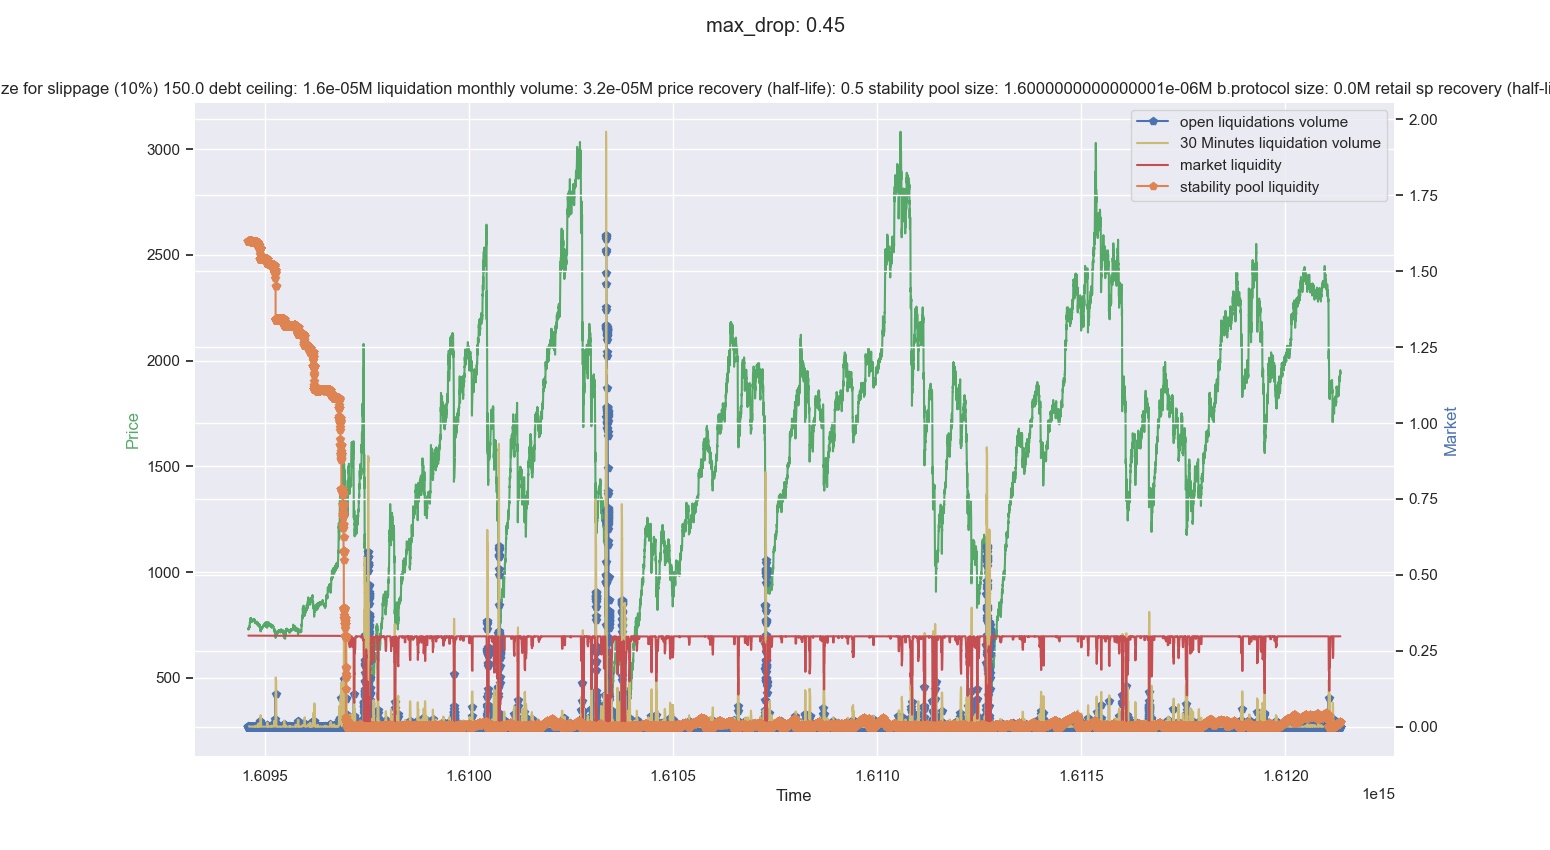 max_drop: 0.45
ze for slippage (10%) 150.0 debt ceiling: 1.6e-05M liquidation monthly volume: 3.2e-05M price recovery (half-life): 0.5 stability pool size: 1.6000000000000001e-06M b.protocol size: 0.0M retail sp recovery (half-li
open liquidations volume
30 Minutes liquidation volume
market liquidity
stability pool liquidity
3000
2500
2000
1500
1000
500
Price
2.00
1.75
1.50
1.25
1.00
0.75
0.50
0.25
0.00
Market
1.6095 1.6100 1.6105 1.6110 1.6115 1.6120
Time
1e15